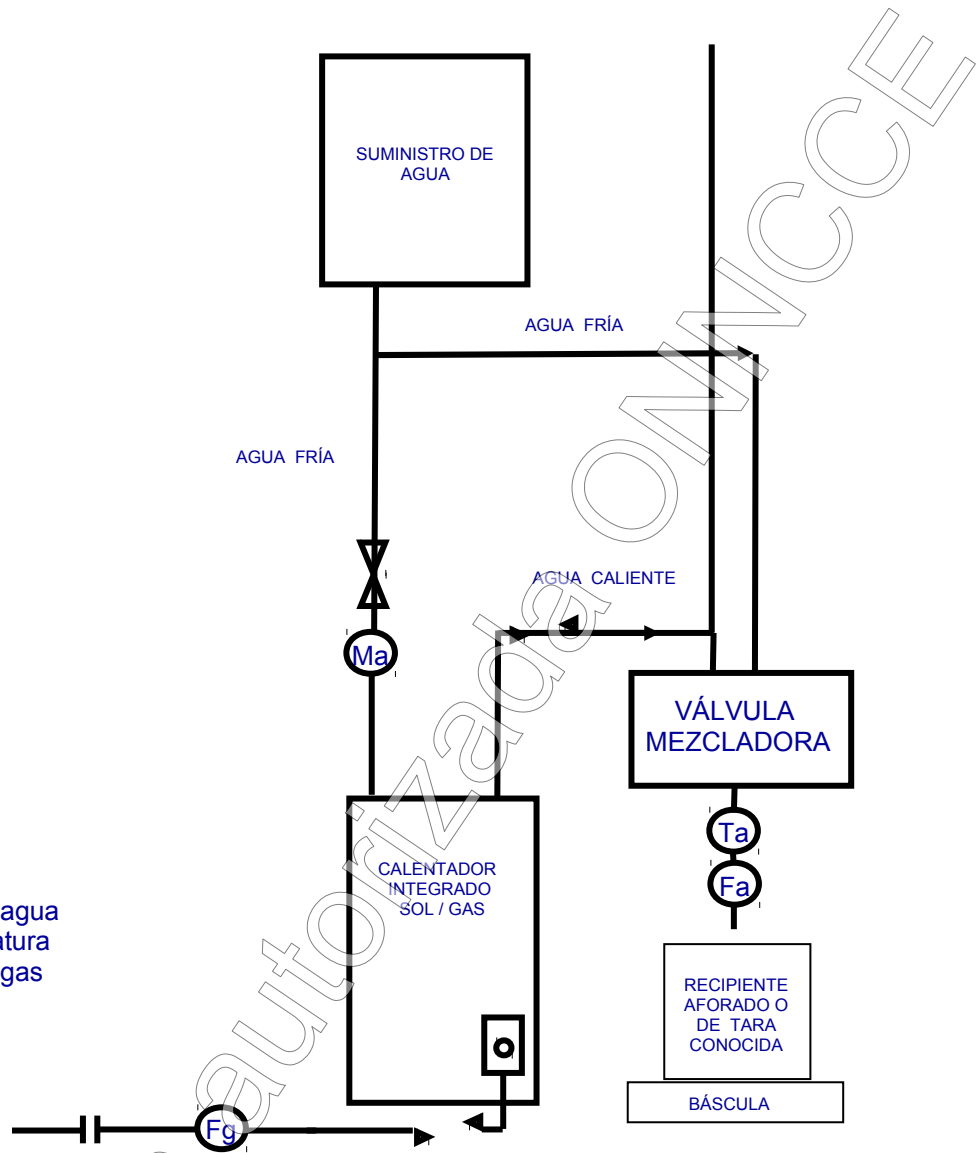 SUMINISTRO DE
AGUA
AGUA FRÍA
AGUA FRÍA
AGUA CALIENTE
Ma
VÁLVULA
MEZCLADORA
Ta
Fa
CALENTADOR
INTEGRADO
SOL / GAS
agua
atura
gas
RECIPIENTE
AFORADO O
DE TARA
CONOCIDA
BÁSCULA
Fg
autorizada ONNCCE